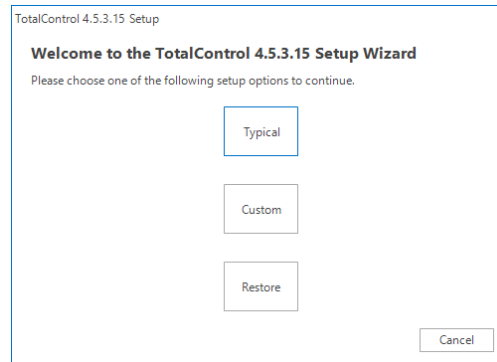 TotalControl 4.5.3.15 Setup
Welcome to the TotalControl 4.5.3.15 Setup Wizard
Please choose one of the following setup options to continue.
Typical
Custom
Restore
Cancel